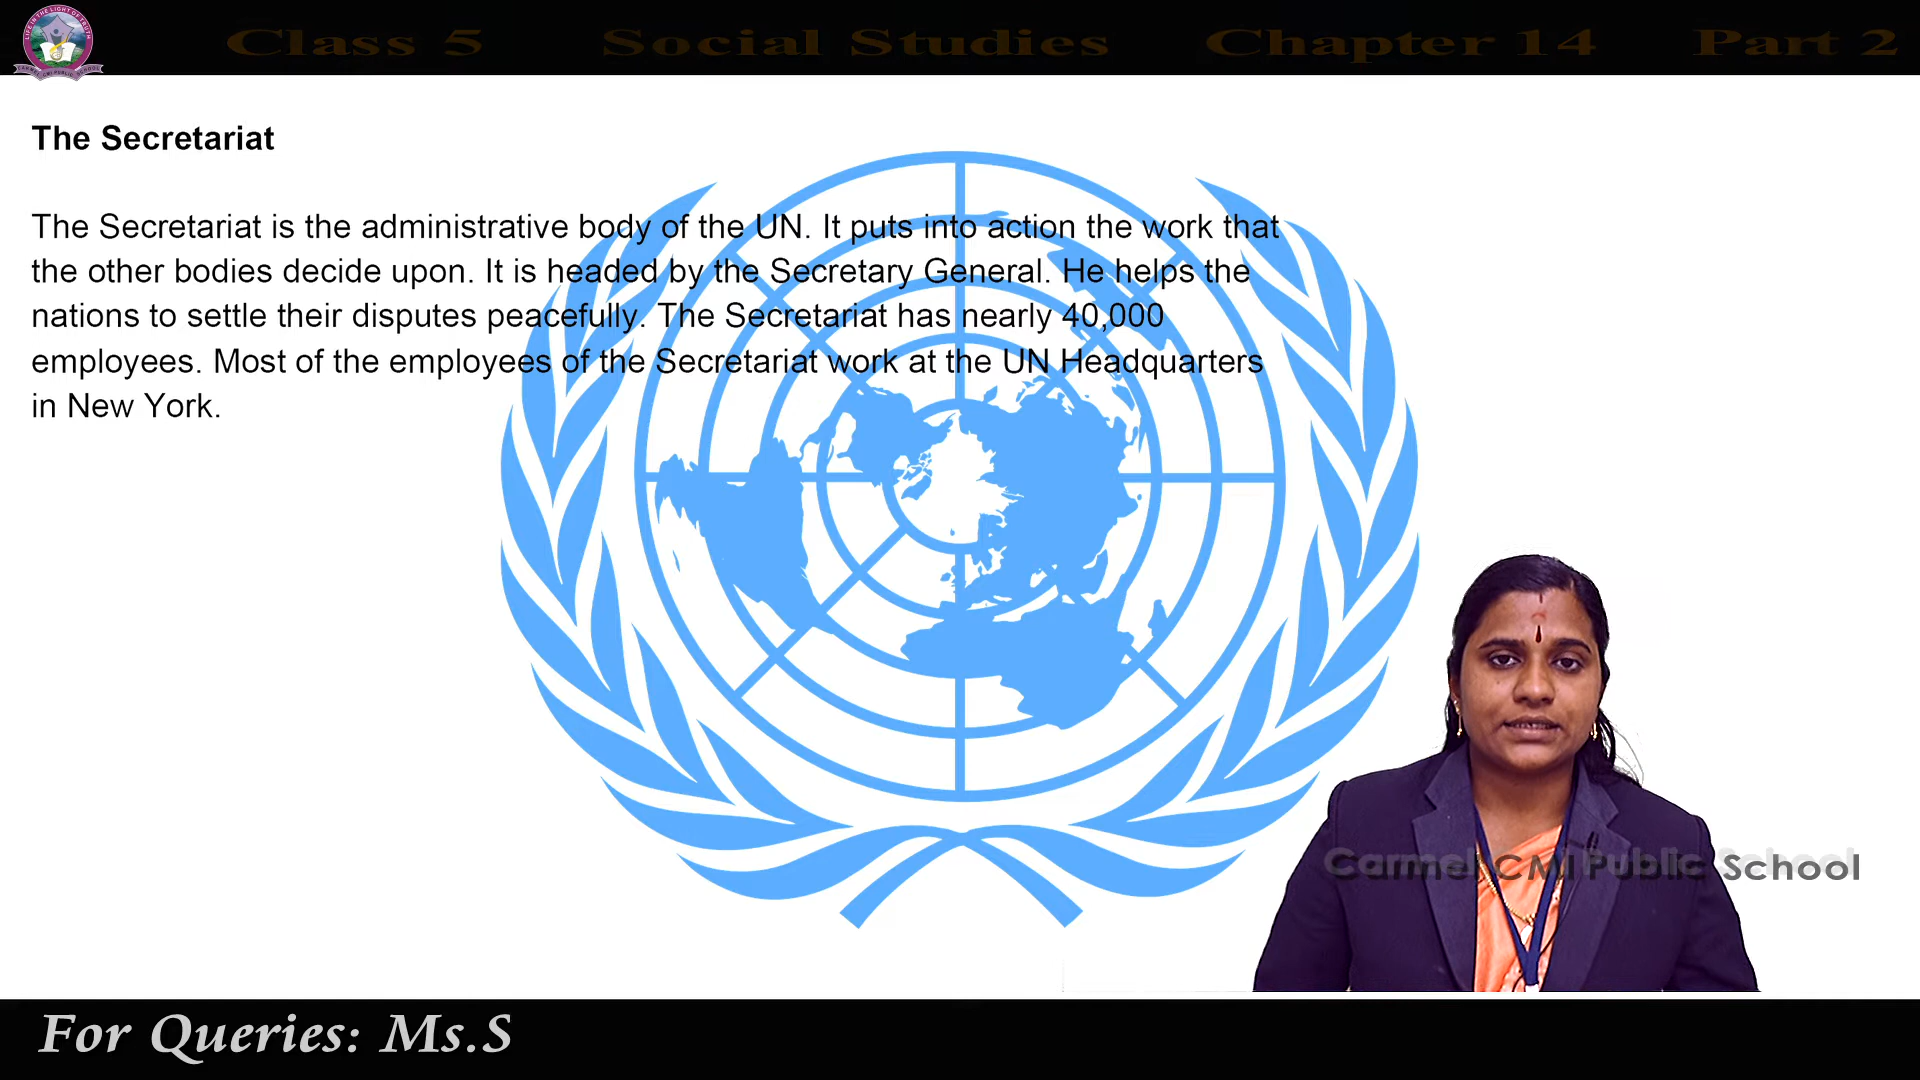 Class 5 Social Studies Chapter 14 Part 2
The Secretariat
The Secretariat is the administrative body of the UN. It puts into action the work that
the other bodies decide upon. It is headed by the Secretary General. He helps the
nations to settle their disputes peacefully. The Secretariat has nearly 40,000
employees. Most of the employees of the Secretariat work at the UN Headquarters
in New York.
Carmel CMI Public School
For Queries: Ms.S